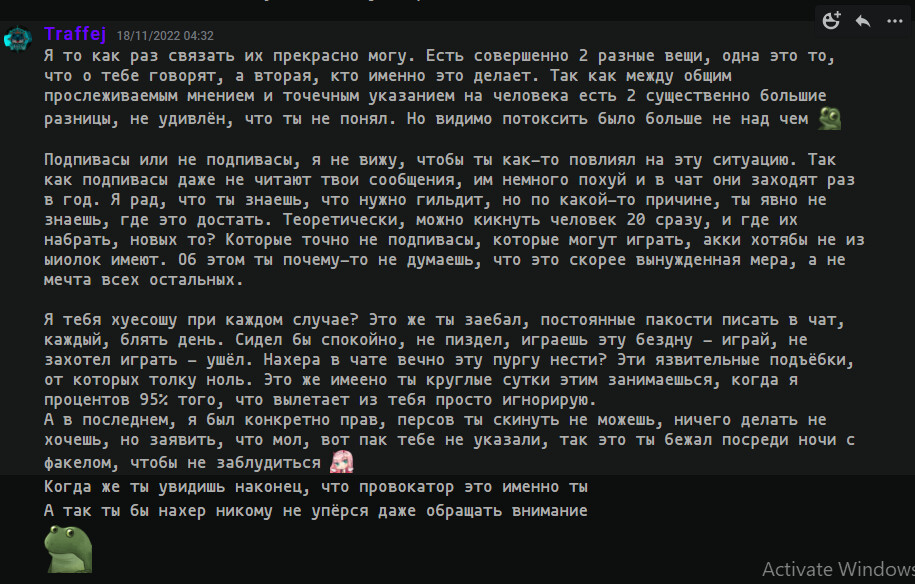 Traffej 18/11/2022 04:32
Я то как раз связать их прекрасно могу. Есть совершенно 2 разные вещи, одна это то,
что о тебе говорят, а вторая, кто именно это делает. Так как между общим
прослеживаемым мнением и точечным указанием на человека есть 2 существенно большие
разницы, не удивлён, что ты не понял. Но видимо потоксить было больше не над чем
Подпивасы или не подпивасы, я не вижу, чтобы ты как-то повлиял на эту ситуацию. Так
как подпивасы даже не читают твои сообщения, им немного похуй и в чат они заходят раз
в год. Я рад, что ты знаешь, что нужно гильдит, но по какой-то причине, ты явно не
знаешь, где это достать. Теоретически, можно кикнуть человек 20 сразу, и где их
набрать, новых то? Которые точно не подпивасы, которые могут играть, акки хотябы не из
ыиолок имеют. Об этом ты почему-то не думаешь, что это скорее вынужденная мера, а не
мечта всех остальных.
Я тебя хуесошу при каждом случае? Это же ты заебал, постоянные пакости писать в чат,
каждый, блять день. Сидел бы спокойно, не пиздел, играешь эту бездну - играй, не
захотел играть - ушёл. Нахера в чате вечно эту пургу нести? Эти язвительные подъёбки,
от которых толку ноль. Это же имеено ты круглые сутки этим занимаешься, когда я
процентов 95% того, что вылетает из тебя просто игнорирую.
А в последнем, я был конкретно прав, персов ты скинуть не можешь, ничего делать не
хочешь, но заявить, что мол, вот пак тебе не указали, так это ты бежал посреди ночи с
факелом, чтобы не заблудиться
Когда же ты увидишь наконец, что провокатор это именно ты
А так ты бы нахер никому не упёрся даже обращать внимание
Activate Windows